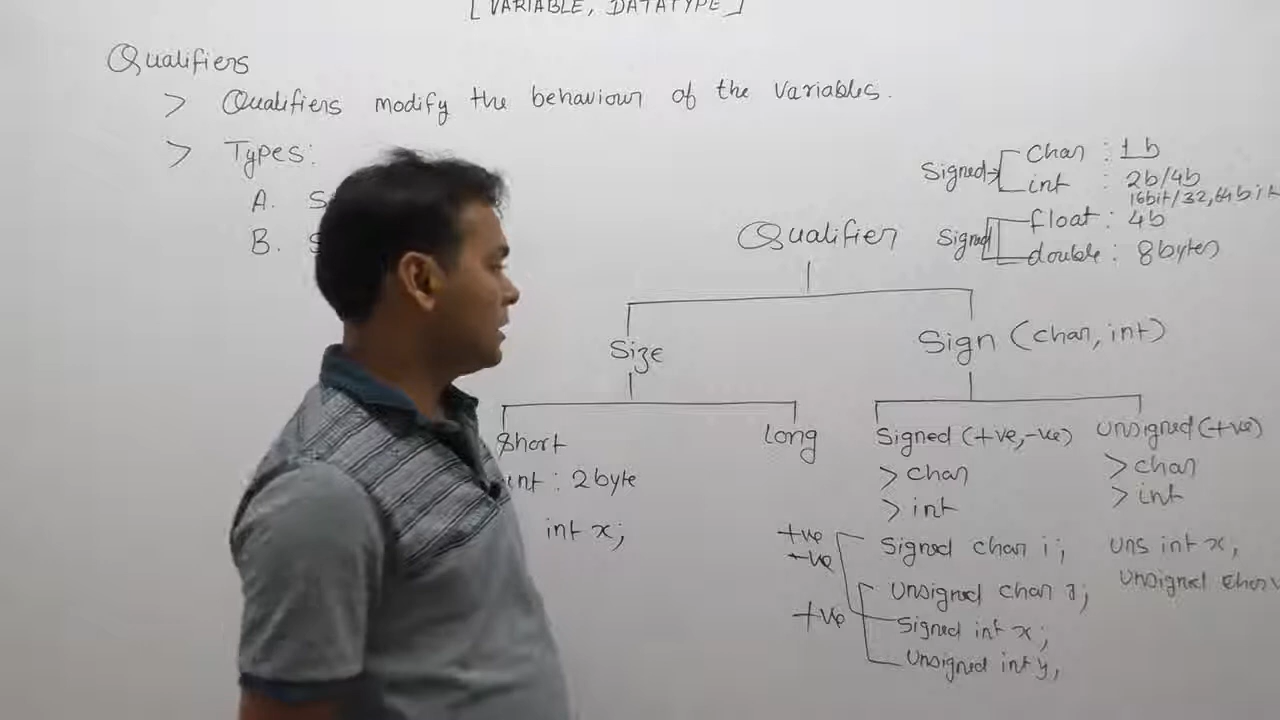 [VARIABLE, DATATYPE]
Qualifiers
> Qualifiers modify the behaviour of the variables.
> Types:
A. S
B. S
Signed → char : 1b
int : 2b/4b
16bit/32,64bit
Signed float : 4b
double : 8bytes
Qualifier
Size
Sign (char, int)
Short
Long
Signed (+ve,-ve)
Unsigned (+ve)
int : 2byte
> char
> int
> char
> int
int x;
+ve
-ve
Signed char i;
uns int x,
Unsigned char
+ve
Unsigned char j;
Signed int x;
Unsigned int y,